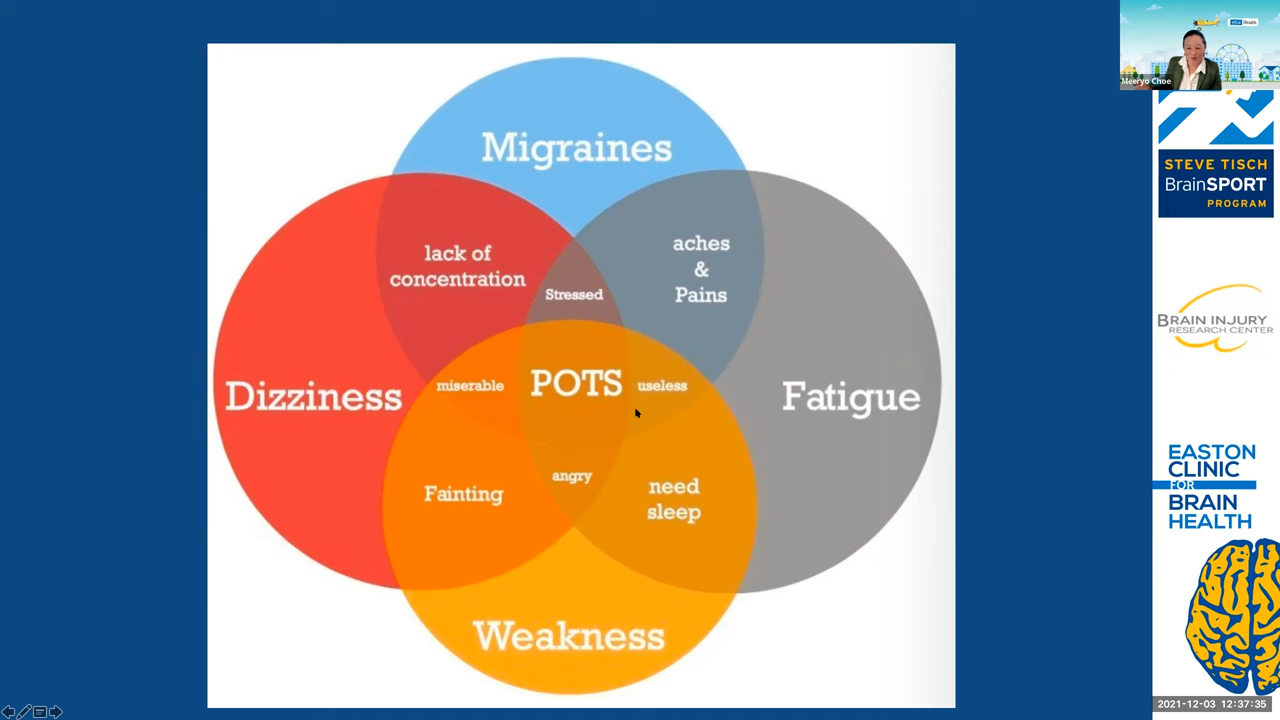 Migraines
lack of
concentration
aches
&
Pains
Stressed
Dizziness
miserable
POTS
useless
Fatigue
angry
Fainting
need
sleep
Weakness
Meeryo Choe
STEVE TISCH
BrainSPORT
PROGRAM
BRAIN INJURY
RESEARCH CENTER
EASTON
CLINIC
FOR
BRAIN
HEALTH
2021-12-03 12:37:35